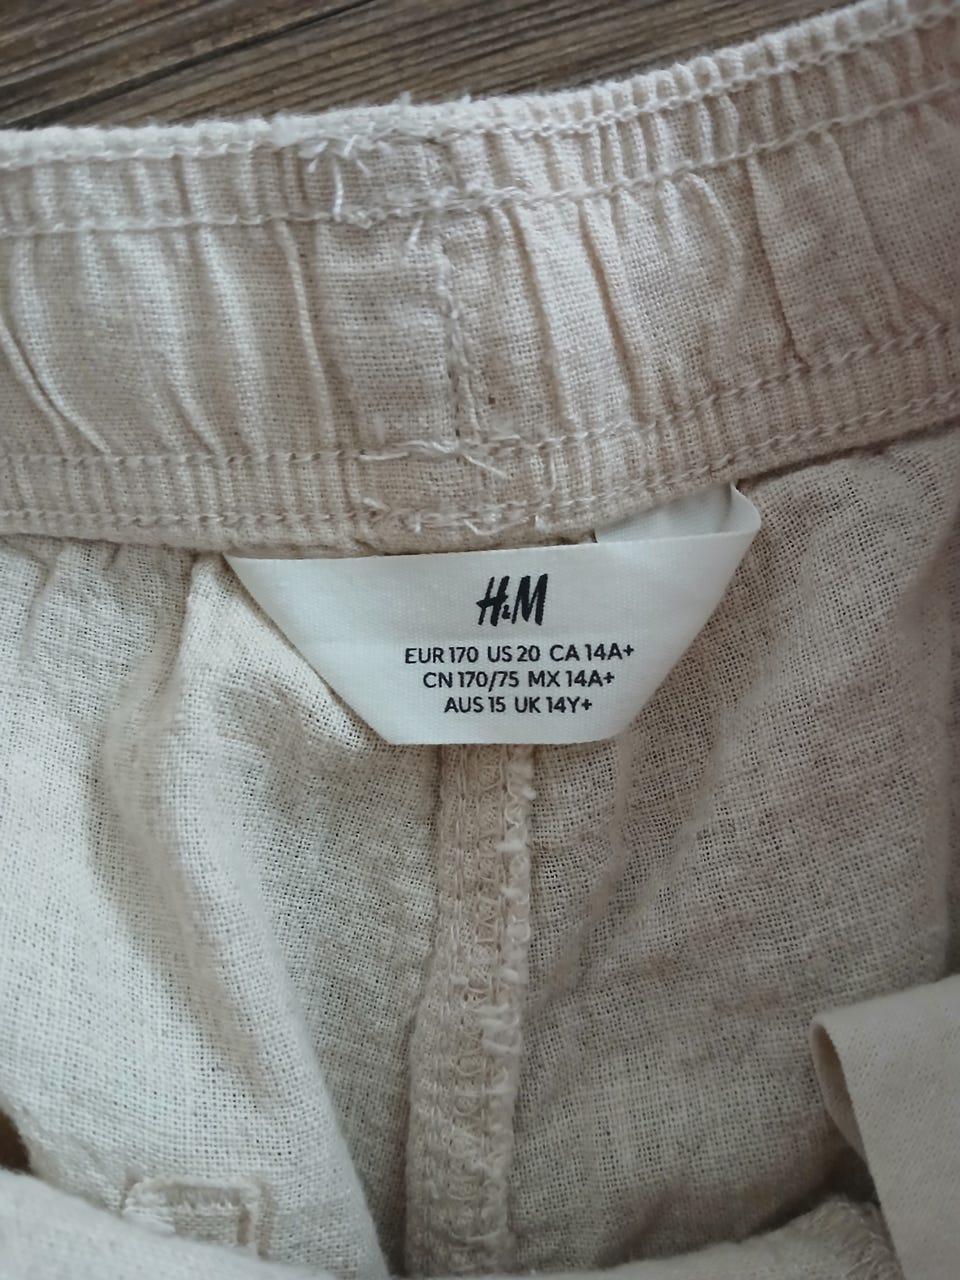 H&M
EUR 170 US 20 CA 14A+
CN 170/75 MX 14A+
AUS 15 UK 14Y+